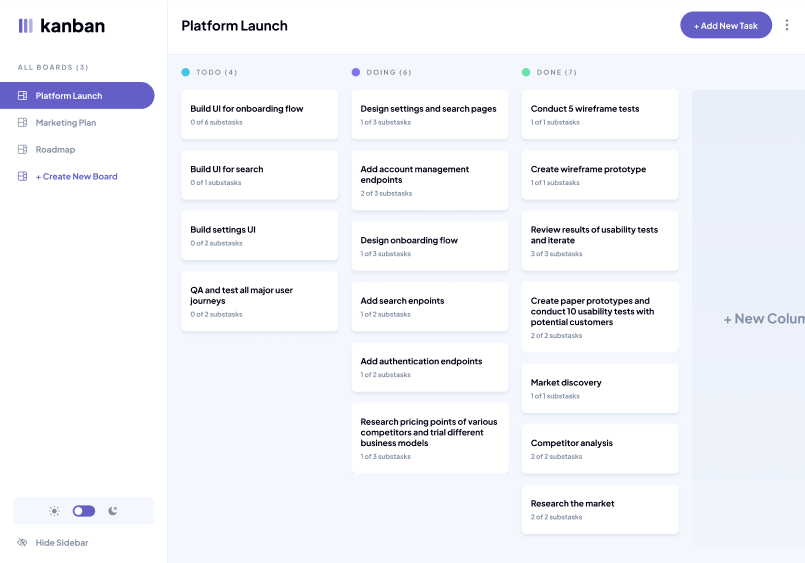 kanban
ALL BOARDS (3)
Platform Launch
Marketing Plan
Roadmap
+ Create New Board
Hide Sidebar
Platform Launch
+ Add New Task
TODO (4)
Build UI for onboarding flow
0 of 6 substasks
Build UI for search
0 of 1 substasks
Build settings UI
0 of 2 substasks
QA and test all major user
journeys
0 of 2 substasks
DOING (6)
Design settings and search pages
1 of 3 substasks
Add account management
endpoints
2 of 3 substasks
Design onboarding flow
1 of 3 substasks
Add search enpoints
1 of 2 substasks
Add authentication endpoints
1 of 2 substasks
Research pricing points of various
competitors and trial different
business models
1 of 3 substasks
DONE (7)
Conduct 5 wireframe tests
1 of 1 substasks
Create wireframe prototype
1 of 1 substasks
Review results of usability tests
and iterate
3 of 3 substasks
Create paper prototypes and
conduct 10 usability tests with
potential customers
2 of 2 substasks
Market discovery
1 of 1 substasks
Competitor analysis
2 of 2 substasks
Research the market
2 of 2 substasks
+ New Colum